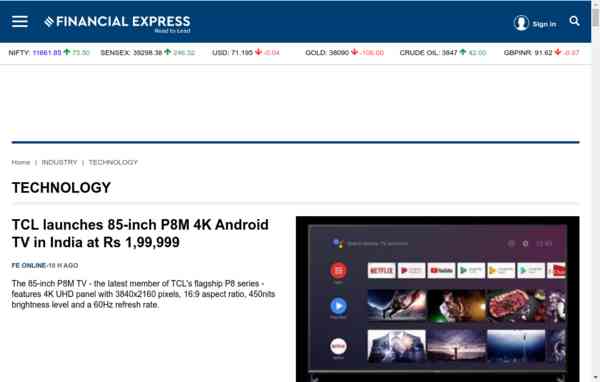 FINANCIAL EXPRESS
Read to Lead
Sign in
NIFTY: 11661.85 73.50 SENSEX: 39298.38 246.32 USD: 71.195 -0.04 GOLD: 38090 -106.00 CRUDE OIL: 3847 42.00 GBPINR: 91.62 -0.07
Home | INDUSTRY | TECHNOLOGY
TECHNOLOGY
TCL launches 85-inch P8M 4K Android
TV in India at Rs 1,99,999
FE ONLINE-10 H AGO
The 85-inch P8M TV - the latest member of TCL's flagship P8 series -
features 4K UHD panel with 3840x2160 pixels, 16:9 aspect ratio, 450nits
brightness level and a 60Hz refresh rate.
NETFLIX
YouTube